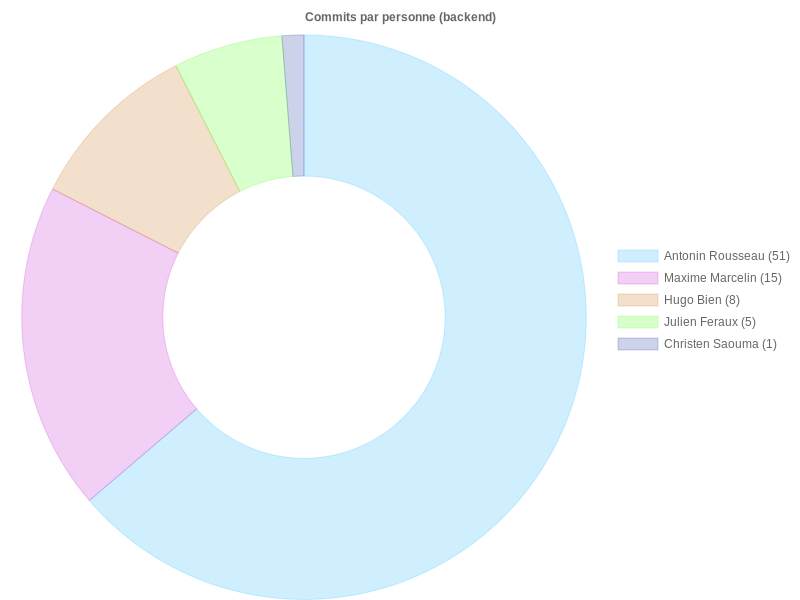 Commits par personne (backend)
Antonin Rousseau (51)
Maxime Marcelin (15)
Hugo Bien (8)
Julien Feraux (5)
Christen Saouma (1)